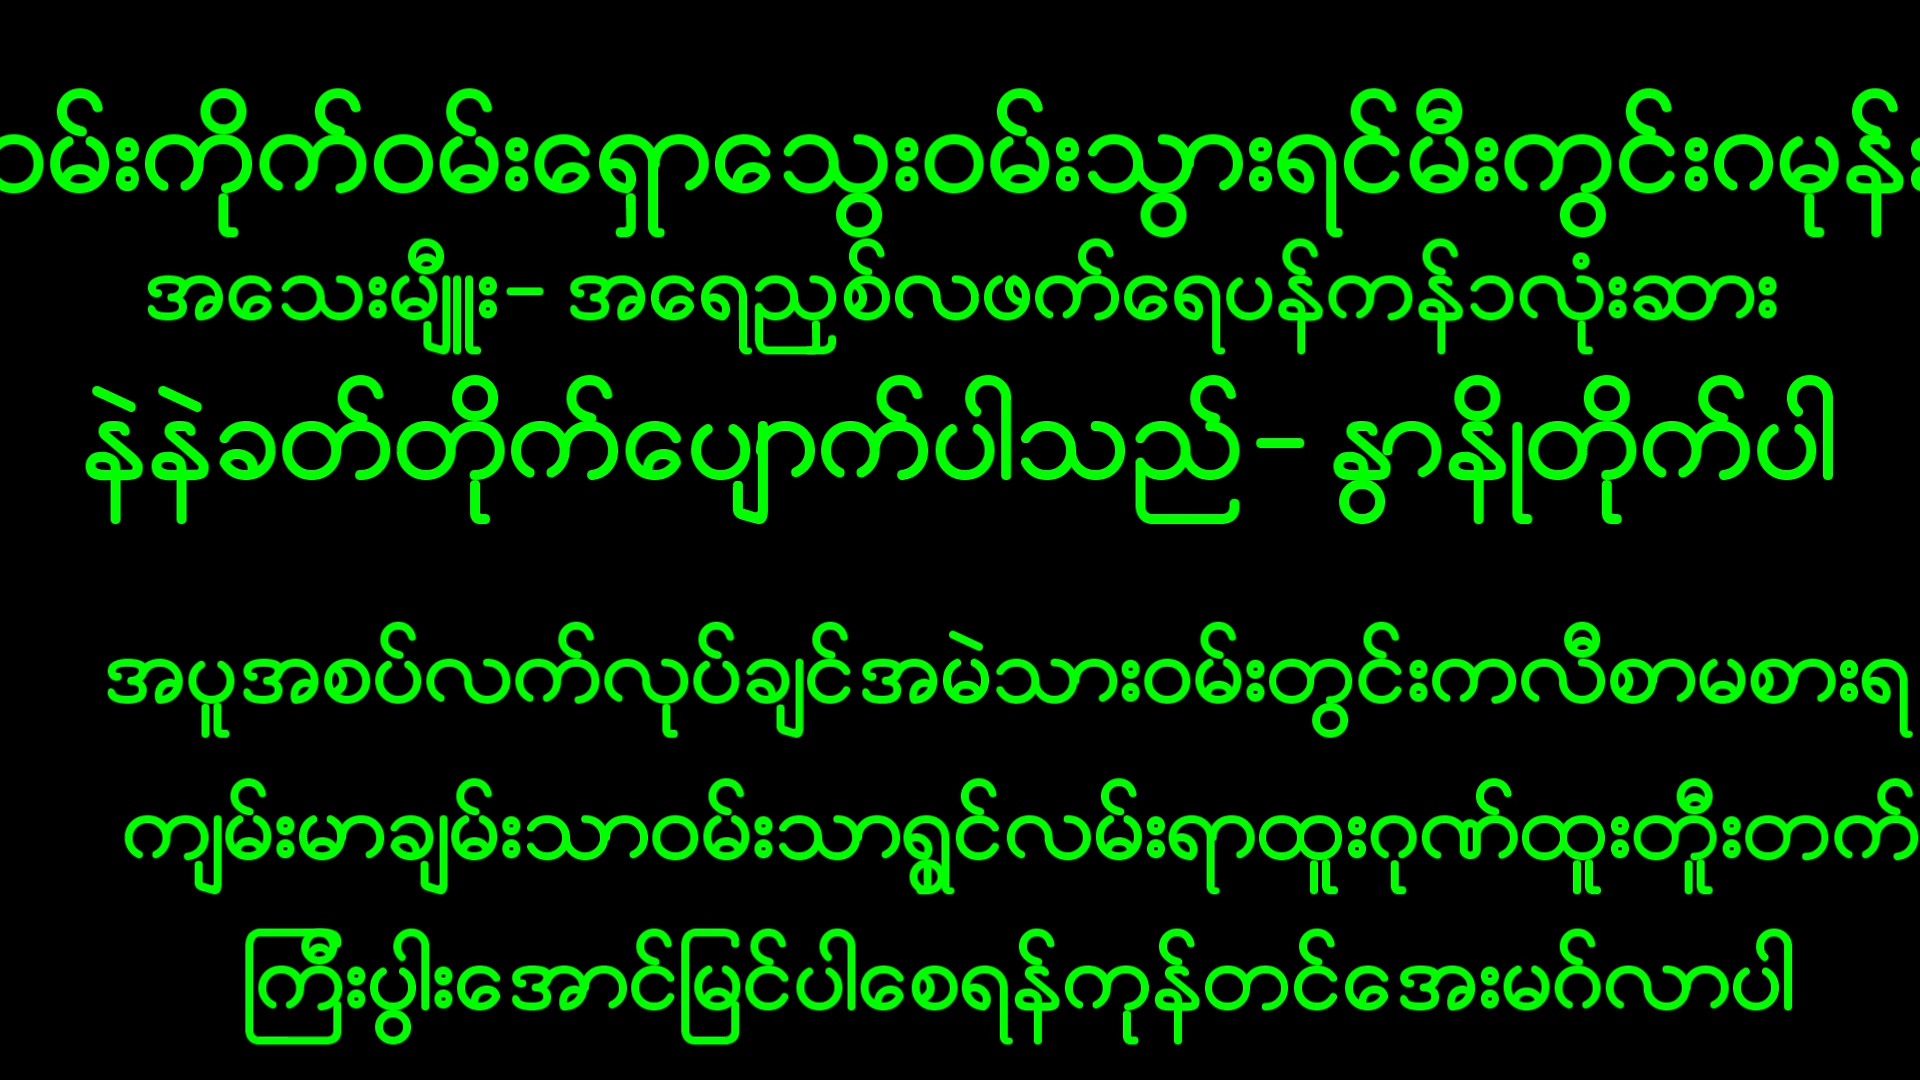 ဝမ်းကိုက်ဝမ်းရှောသွေးဝမ်းသွားရင်မီးကွင်းဂမုန်း
အသေးမျှီူး- အရေညှစ်လဖက်ရေပန်ကန်၁လုံးဆား
နဲနဲခတ်တိုက်ပျောက်ပါသည်- နွာနို့တိုက်ပါ
အပူအစပ်လက်လုပ်ချင်အမဲသားဝမ်းတွင်းကလီစာမစားရ
ကျမ်းမာချမ်းသာဝမ်းသာရွှင်လမ်းရာထူးဂုဏ်ထူးတီူးတက်
ကြီးပွါးအောင်မြင်ပါစေရန်ကုန်တင်အေးမင်္ဂလာပါ